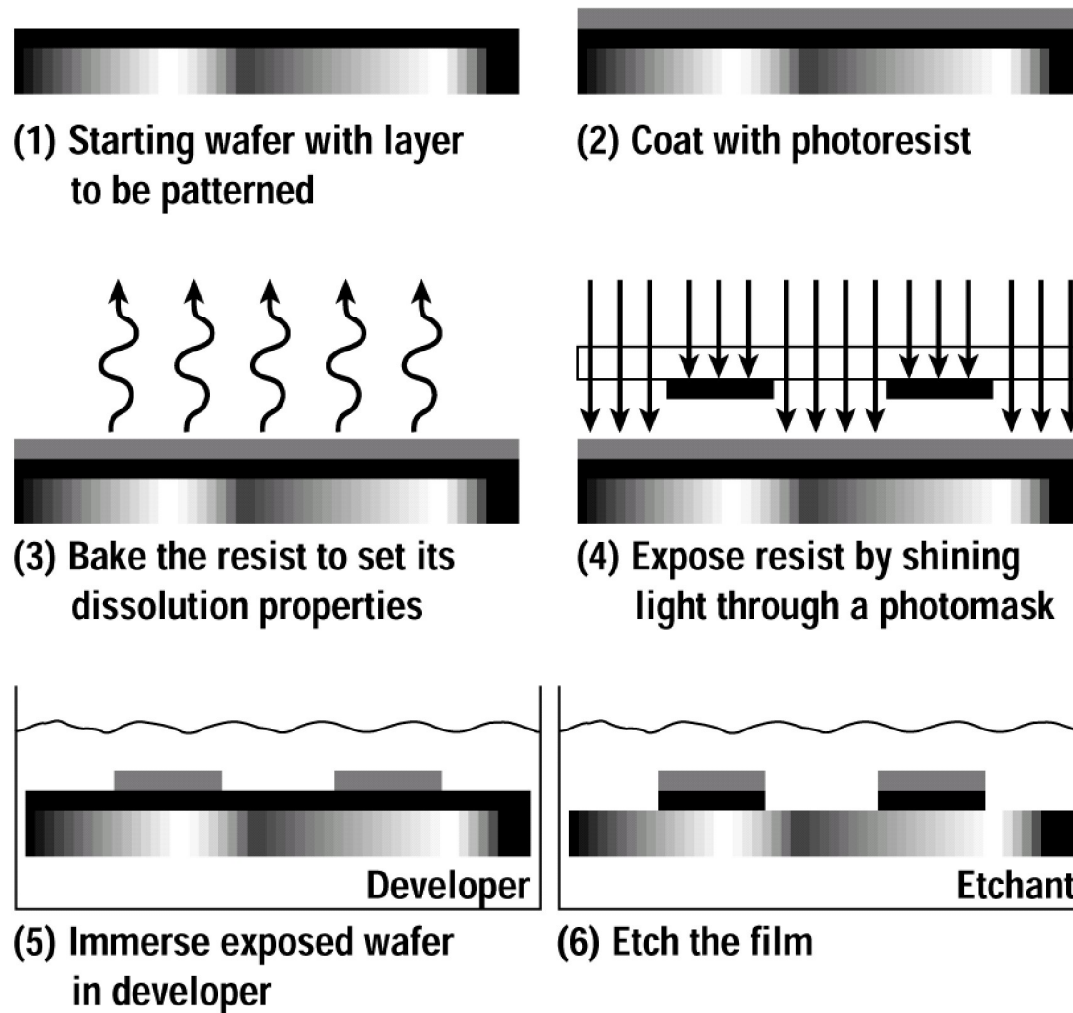 (1) Starting wafer with layer
to be patterned
(2) Coat with photoresist
(3) Bake the resist to set its
dissolution properties
(4) Expose resist by shining
light through a photomask
Developer
(5) Immerse exposed wafer
in developer
Etchant
(6) Etch the film